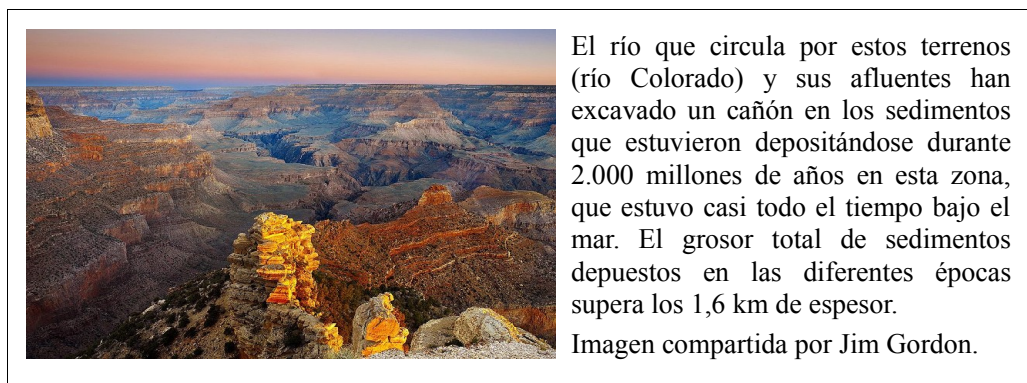 El río que circula por estos terrenos
(río Colorado) y sus afluentes han
excavado un cañón en los sedimentos
que estuvieron depositándose durante
2.000 millones de años en esta zona,
que estuvo casi todo el tiempo bajo el
mar. El grosor total de sedimentos
depuestos en las diferentes épocas
supera los 1,6 km de espesor.
Imagen compartida por Jim Gordon.